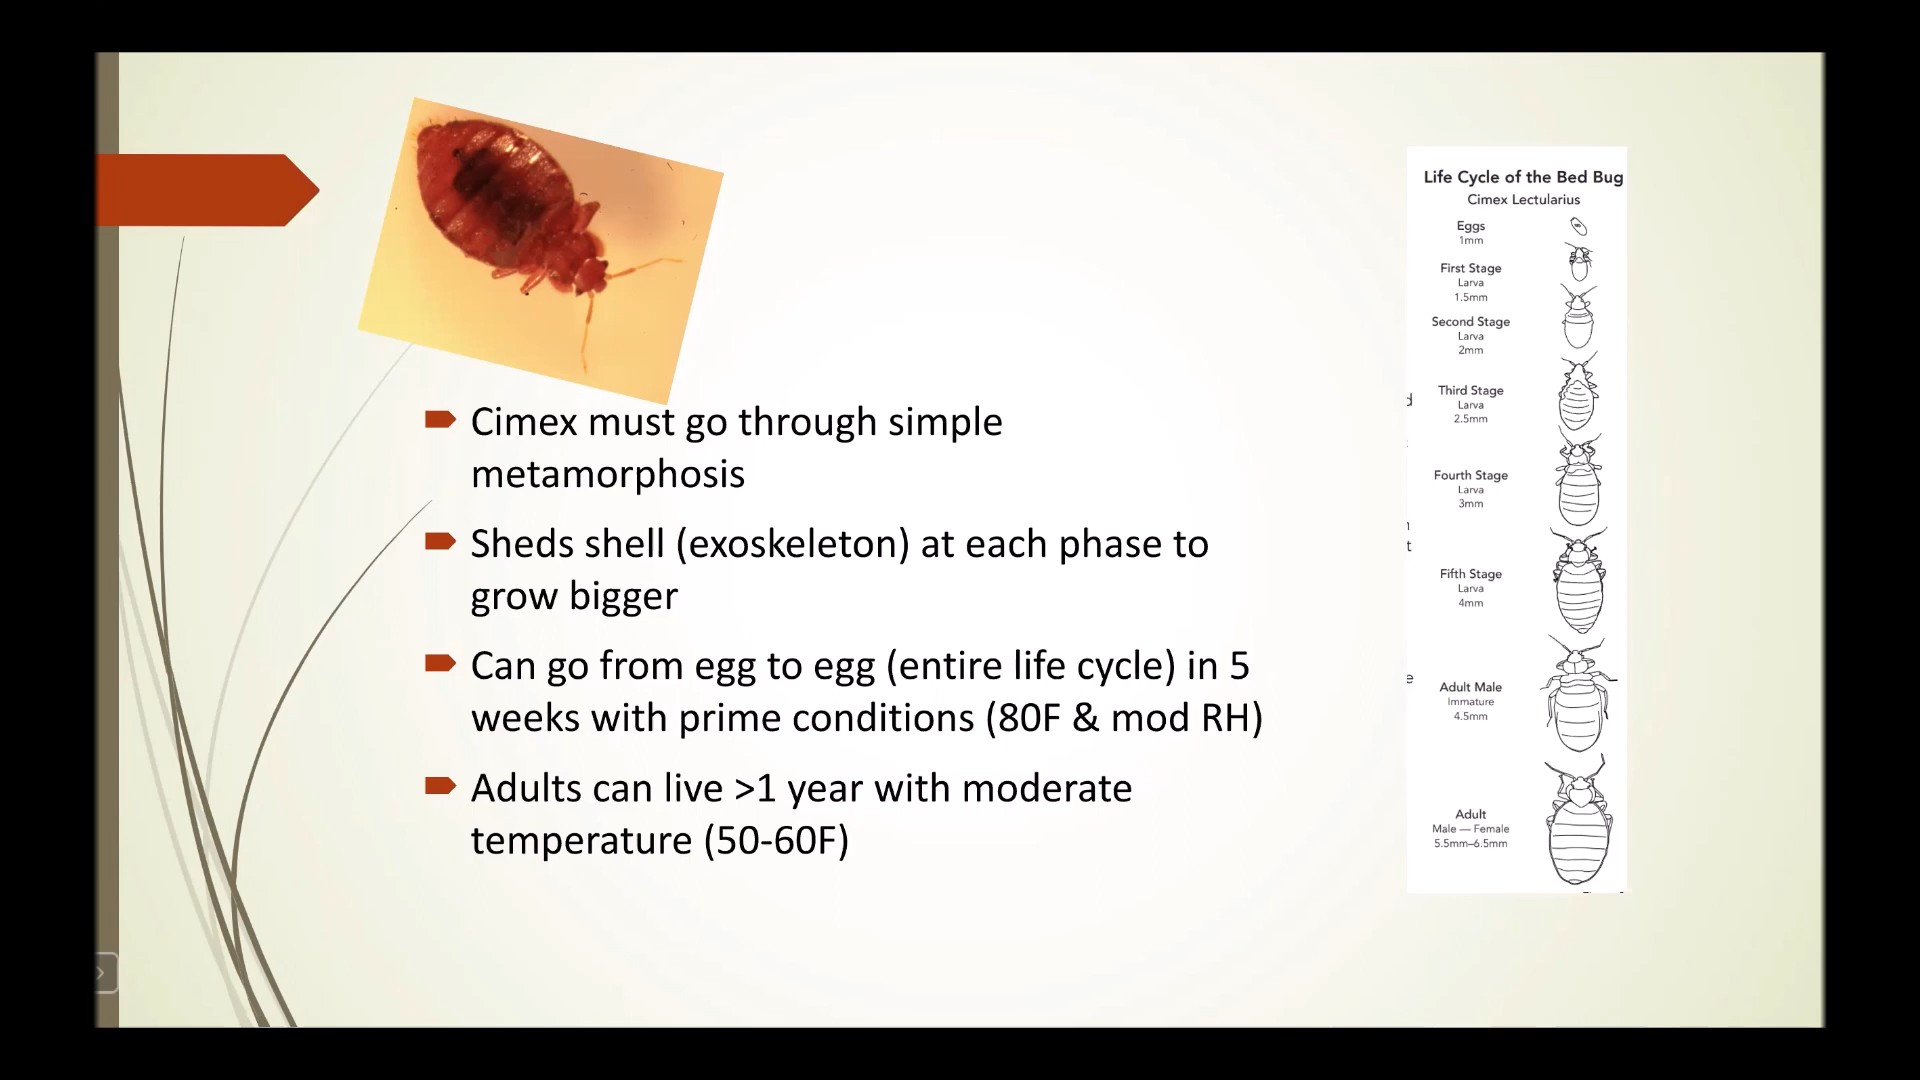 Cimex must go through simple
metamorphosis
Sheds shell (exoskeleton) at each phase to
grow bigger
Can go from egg to egg (entire life cycle) in 5
weeks with prime conditions (80F & mod RH)
Adults can live >1 year with moderate
temperature (50-60F)
Life Cycle of the Bed Bug
Cimex Lectularius
Eggs
1mm
First Stage
Larva
1.5mm
Second Stage
Larva
2mm
Third Stage
Larva
2.5mm
Fourth Stage
Larva
3mm
Fifth Stage
Larva
4mm
Adult Male
Immature
4.5mm
Adult
Male — Female
5.5mm–6.5mm